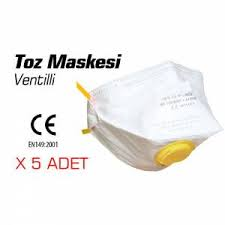 Toz Maskesi
Ventilli
CE
EN149:2001
X 5 ADET